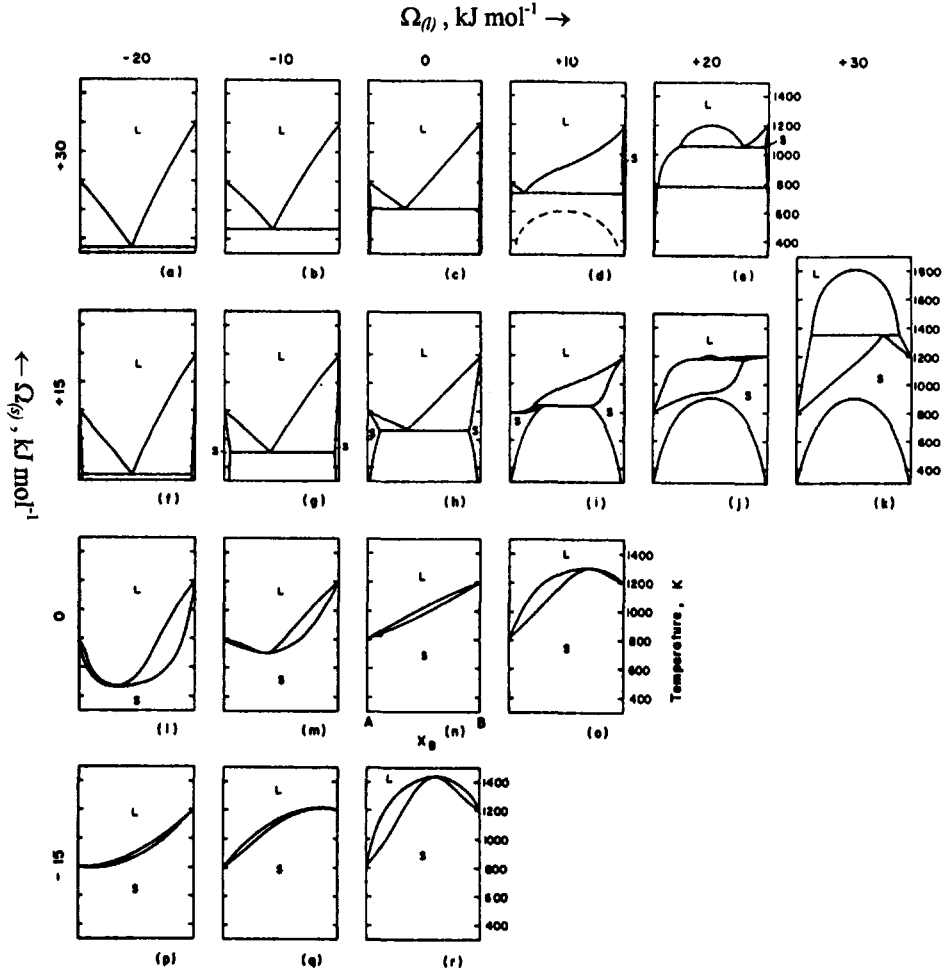 Ω(l) , kJ mol⁻¹ →
-20 -10 0 +10 +20 +30
← Ω(s), kJ mol⁻¹
+30
L L L L L
S S
1400
1200
1000
800
600
400
(a) (b) (c) (d) (e)
+15
L L L L L L
S S S S S S S S
1800
1600
1400
1200
1000
800
600
400
(f) (g) (h) (i) (j) (k)
0
L L L L
S S S S
1400
1200
1000
800
600
400
Temperature, K
A B
(l) (m) (n) (o)
X_B
-15
L L L
S S S
1400
1200
1000
800
600
400
(p) (q) (r)